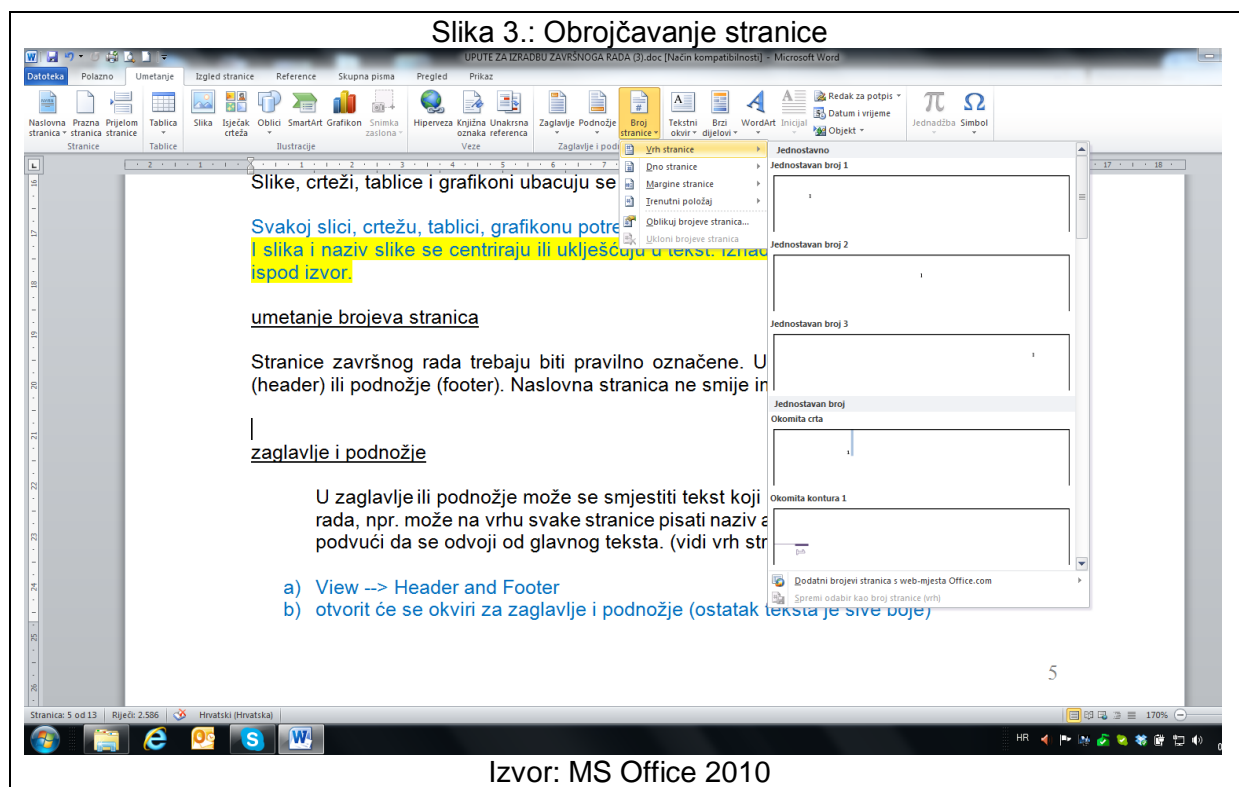 Slika 3.: Obrojčavanje stranice
UPUTE ZA IZRADBU ZAVRŠNOGA RADA (3).doc [Način kompatibilnosti] - Microsoft Word
Datoteka Polazno Umetanje Izgled stranice Reference Skupna pisma Pregled Prikaz
Naslovna stranica Prazna stranica Prijelom stranice Tablica Slika Isječak crteža Oblici SmartArt Grafikon Snimka zaslona Hiperveza Knjižna oznaka Unakrsna referenca Zaglavlje Podnožje Broj stranice Tekstni okvir Brzi dijelovi WordArt Inicijal Redak za potpis Datum i vrijeme Objekt Jednadžba Simbol
Stranice Tablice Ilustracije Veze Zaglavlje i podn
Vrh stranice
Dno stranice
Margine stranice
Trenutni položaj
Oblikuj brojeve stranica...
Ukloni brojeve stranica
Jednostavno
Jednostavan broj 1
Jednostavan broj 2
Jednostavan broj 3
Jednostavan broj
Okomita crta
Okomita kontura 1
Dodatni brojevi stranica s web-mjesta Office.com
Spremi odabir kao broj stranice (vrh)
Slike, crteži, tablice i grafikoni ubacuju se
Svakoj slici, crtežu, tablici, grafikonu potre
I slika i naziv slike se centriraju ili uklješćuju u tekst. Iznad
ispod izvor.
umetanje brojeva stranica
Stranice završnog rada trebaju biti pravilno označene. U
(header) ili podnožje (footer). Naslovna stranica ne smije im
zaglavlje i podnožje
U zaglavlje ili podnožje može se smjestiti tekst koji
rada, npr. može na vrhu svake stranice pisati naziv a
podvući da se odvoji od glavnog teksta. (vidi vrh str
a) View --> Header and Footer
b) otvorit će se okviri za zaglavlje i podnožje (ostatak teksta je sive boje)
5
Stranica: 5 od 13 Riječi: 2.586 Hrvatski (Hrvatska) 170%
HR
Izvor: MS Office 2010